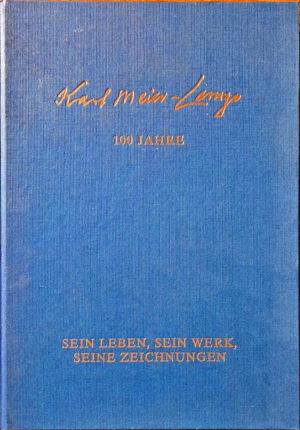 Karl Meier-Lemgo
100 JAHRE
SEIN LEBEN, SEIN WERK,
SEINE ZEICHNUNGEN